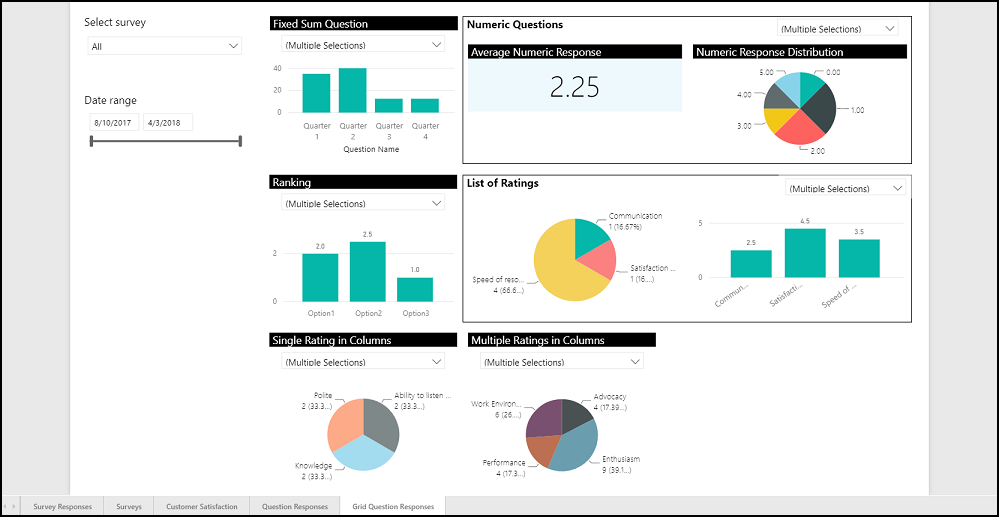 Select survey
All
Date range
8/10/2017 4/3/2018
Fixed Sum Question
(Multiple Selections)
40
20
0
Quarter 1
Quarter 2
Quarter 3
Quarter 4
Question Name
Numeric Questions
(Multiple Selections)
Average Numeric Response
2.25
Numeric Response Distribution
5.00
0.00
4.00
1.00
3.00
2.00
Ranking
(Multiple Selections)
2
0
2.0
2.5
1.0
Option1
Option2
Option3
List of Ratings
(Multiple Selections)
Communication
1 (16.67%)
Satisfaction ...
1 (16....
Speed of reso...
4 (66.6...
5
0
2.5
4.5
3.5
Commun...
Satisfacti...
Speed of ...
Single Rating in Columns
(Multiple Selections)
Polite
2 (33.3...
Ability to listen ...
2 (33.3...
Knowledge
2 (33.3...
Multiple Ratings in Columns
(Multiple Selections)
Work Environ...
6 (26....
Advocacy
4 (17.39...
Performance
4 (17.3...
Enthusiasm
9 (39.1...
Survey Responses
Surveys
Customer Satisfaction
Question Responses
Grid Question Responses